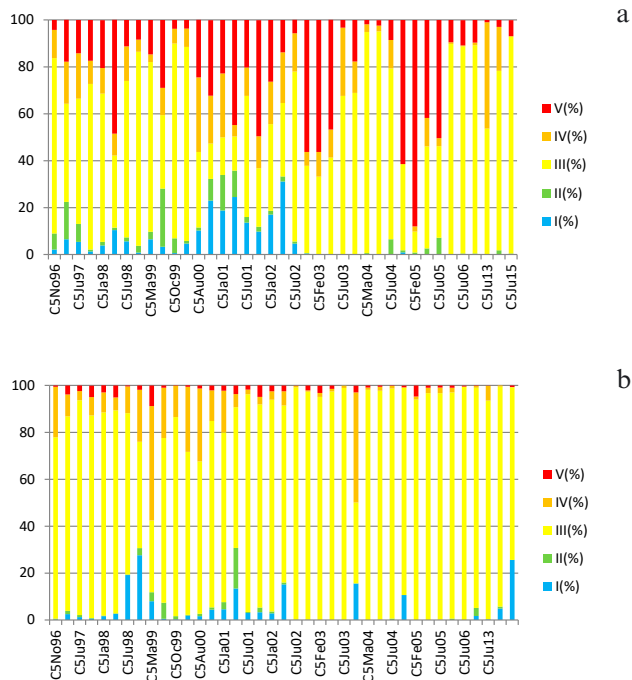 a
100
80
60
40
20
0
V(%)
IV(%)
III(%)
II(%)
I(%)
C5No96
C5Ju97
C5Ja98
C5Ju98
C5Ma99
C5Oc99
C5Au00
C5Ja01
C5Ju01
C5Ja02
C5Ju02
C5Fe03
C5Ju03
C5Ma04
C5Ju04
C5Fe05
C5Ju05
C5Ju06
C5Ju13
C5Ju15
b
100
80
60
40
20
0
V(%)
IV(%)
III(%)
II(%)
I(%)
C5No96
C5Ju97
C5Ja98
C5Ju98
C5Ma99
C5Oc99
C5Au00
C5Ja01
C5Ju01
C5Ja02
C5Ju02
C5Fe03
C5Ju03
C5Ma04
C5Ju04
C5Fe05
C5Ju05
C5Ju06
C5Ju13